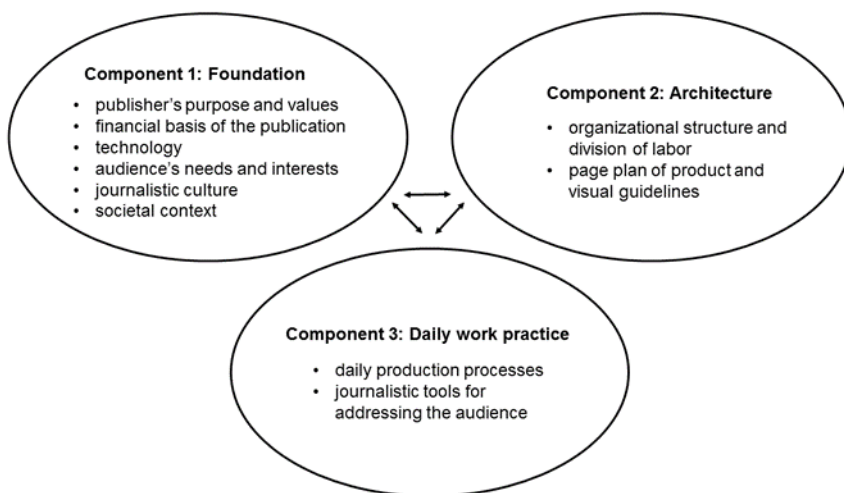 Component 1: Foundation
• publisher's purpose and values
• financial basis of the publication
• technology
• audience's needs and interests
• journalistic culture
• societal context
Component 2: Architecture
• organizational structure and
division of labor
• page plan of product and
visual guidelines
Component 3: Daily work practice
• daily production processes
• journalistic tools for
addressing the audience